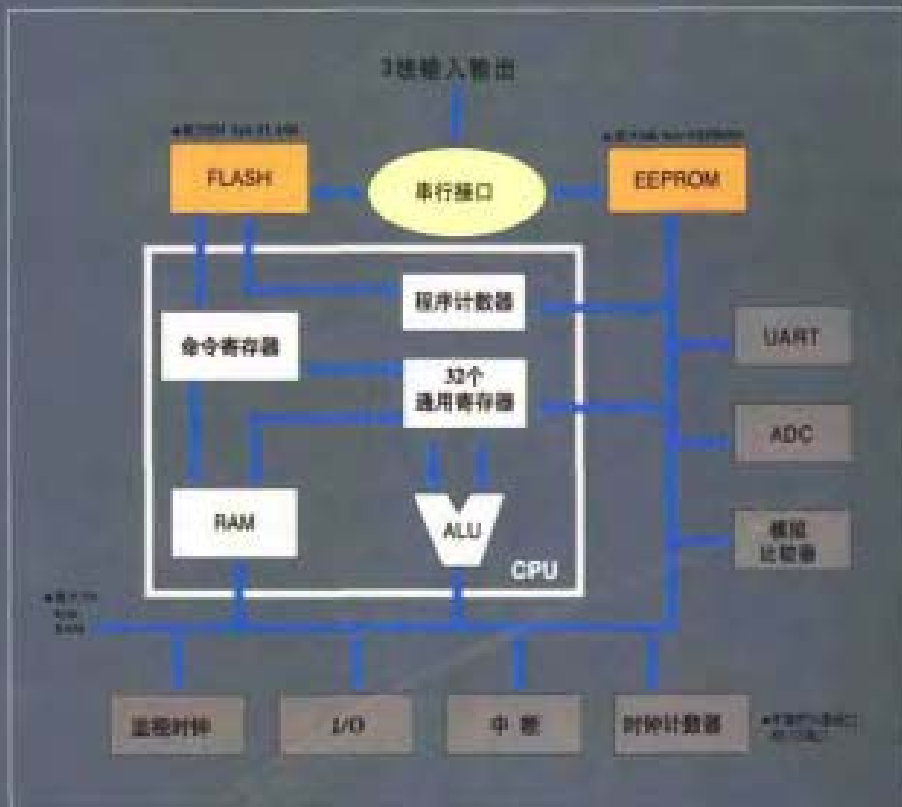 3线输入输出
FLASH
串行接口
EEPROM
程序计数器
命令寄存器
32个
通用寄存器
UART
ADC
RAM
ALU
模拟
比较器
CPU
RAM
监视时钟
I/O
中断
时钟计数器